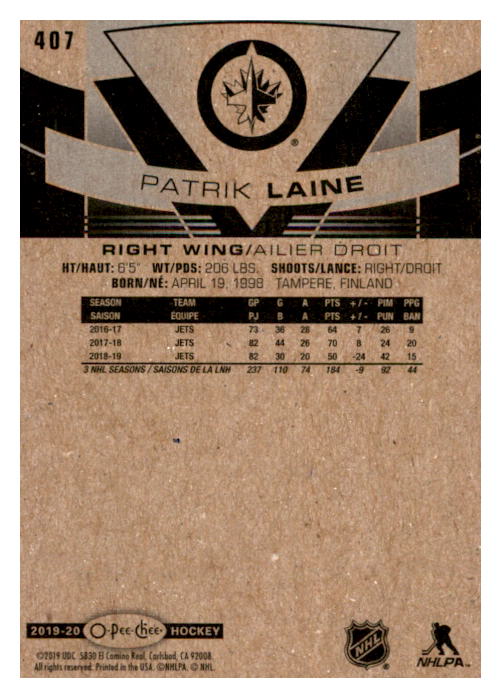 407
®
PATRIK LAINE
RIGHT WING/AILIER DROIT
HT/HAUT: 6'5" WT/PDS: 206 LBS. SHOOTS/LANCE: RIGHT/DROIT
BORN/NÉ: APRIL 19, 1998 TAMPERE, FINLAND
SEASON TEAM GP G A PTS +/- PIM PPG
SAISON ÉQUIPE PJ B A PTS +/- PUN BAN
2016-17 JETS 73 36 28 64 7 26 9
2017-18 JETS 82 44 26 70 8 24 20
2018-19 JETS 82 30 20 50 -24 42 15
3 NHL SEASONS / SAISONS DE LA LNH 237 110 74 184 -9 92 44
2019-20 O-Pee-Chee HOCKEY
©2019 UDC. 5830 El Camino Real, Carlsbad, CA 92008.
All rights reserved. Printed in the USA. ©NHLPA. © NHL.
NHL ®
NHLPA™